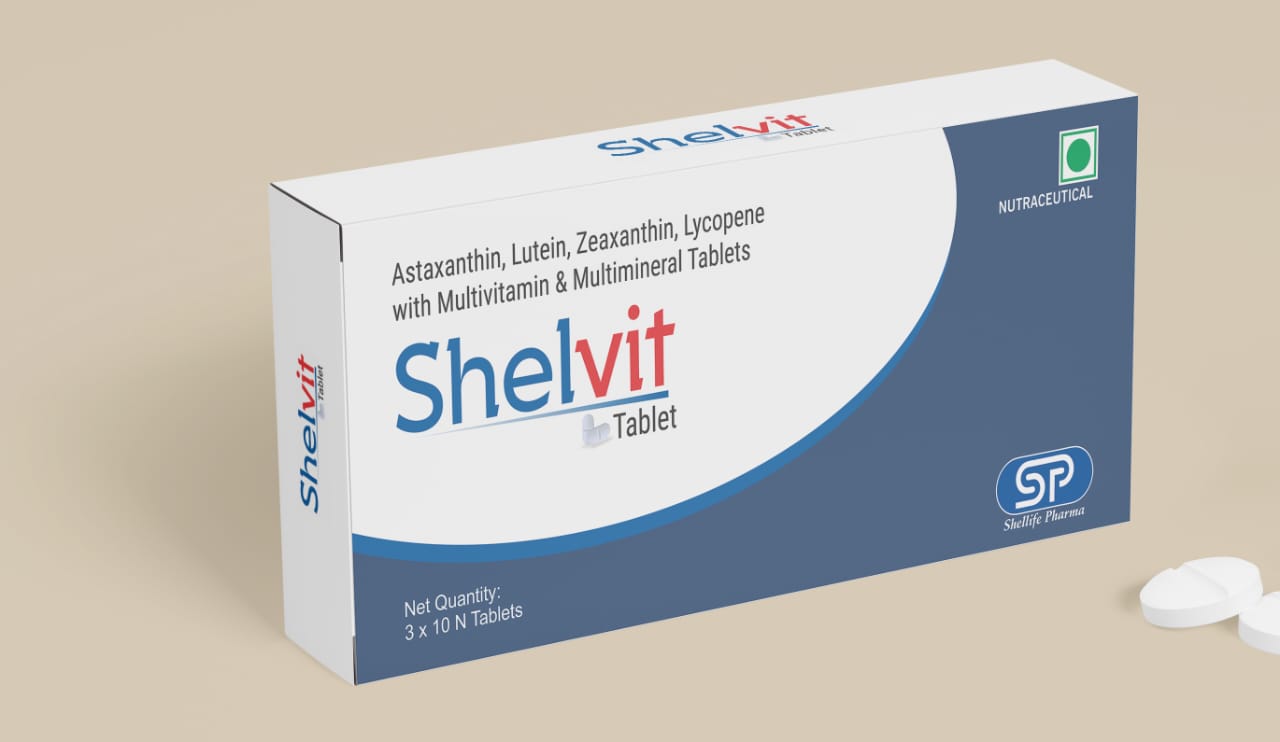 Shelvit
Tablet
NUTRACEUTICAL
Astaxanthin, Lutein, Zeaxanthin, Lycopene
with Multivitamin & Multimineral Tablets
Shelvit
Tablet
Shelvit
Tablet
SP
Shellife Pharma
Net Quantity:
3 x 10 N Tablets